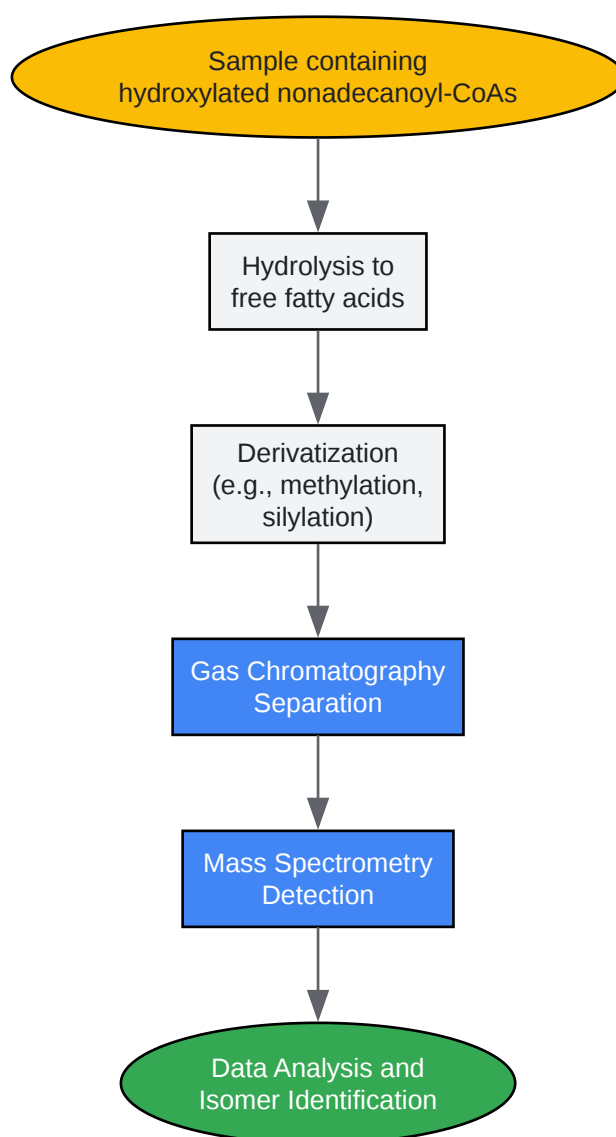 Sample containing
hydroxylated nonadecanoyl-CoAs
Hydrolysis to
free fatty acids
Derivatization
(e.g., methylation,
silylation)
Gas Chromatography
Separation
Mass Spectrometry
Detection
Data Analysis and
Isomer Identification